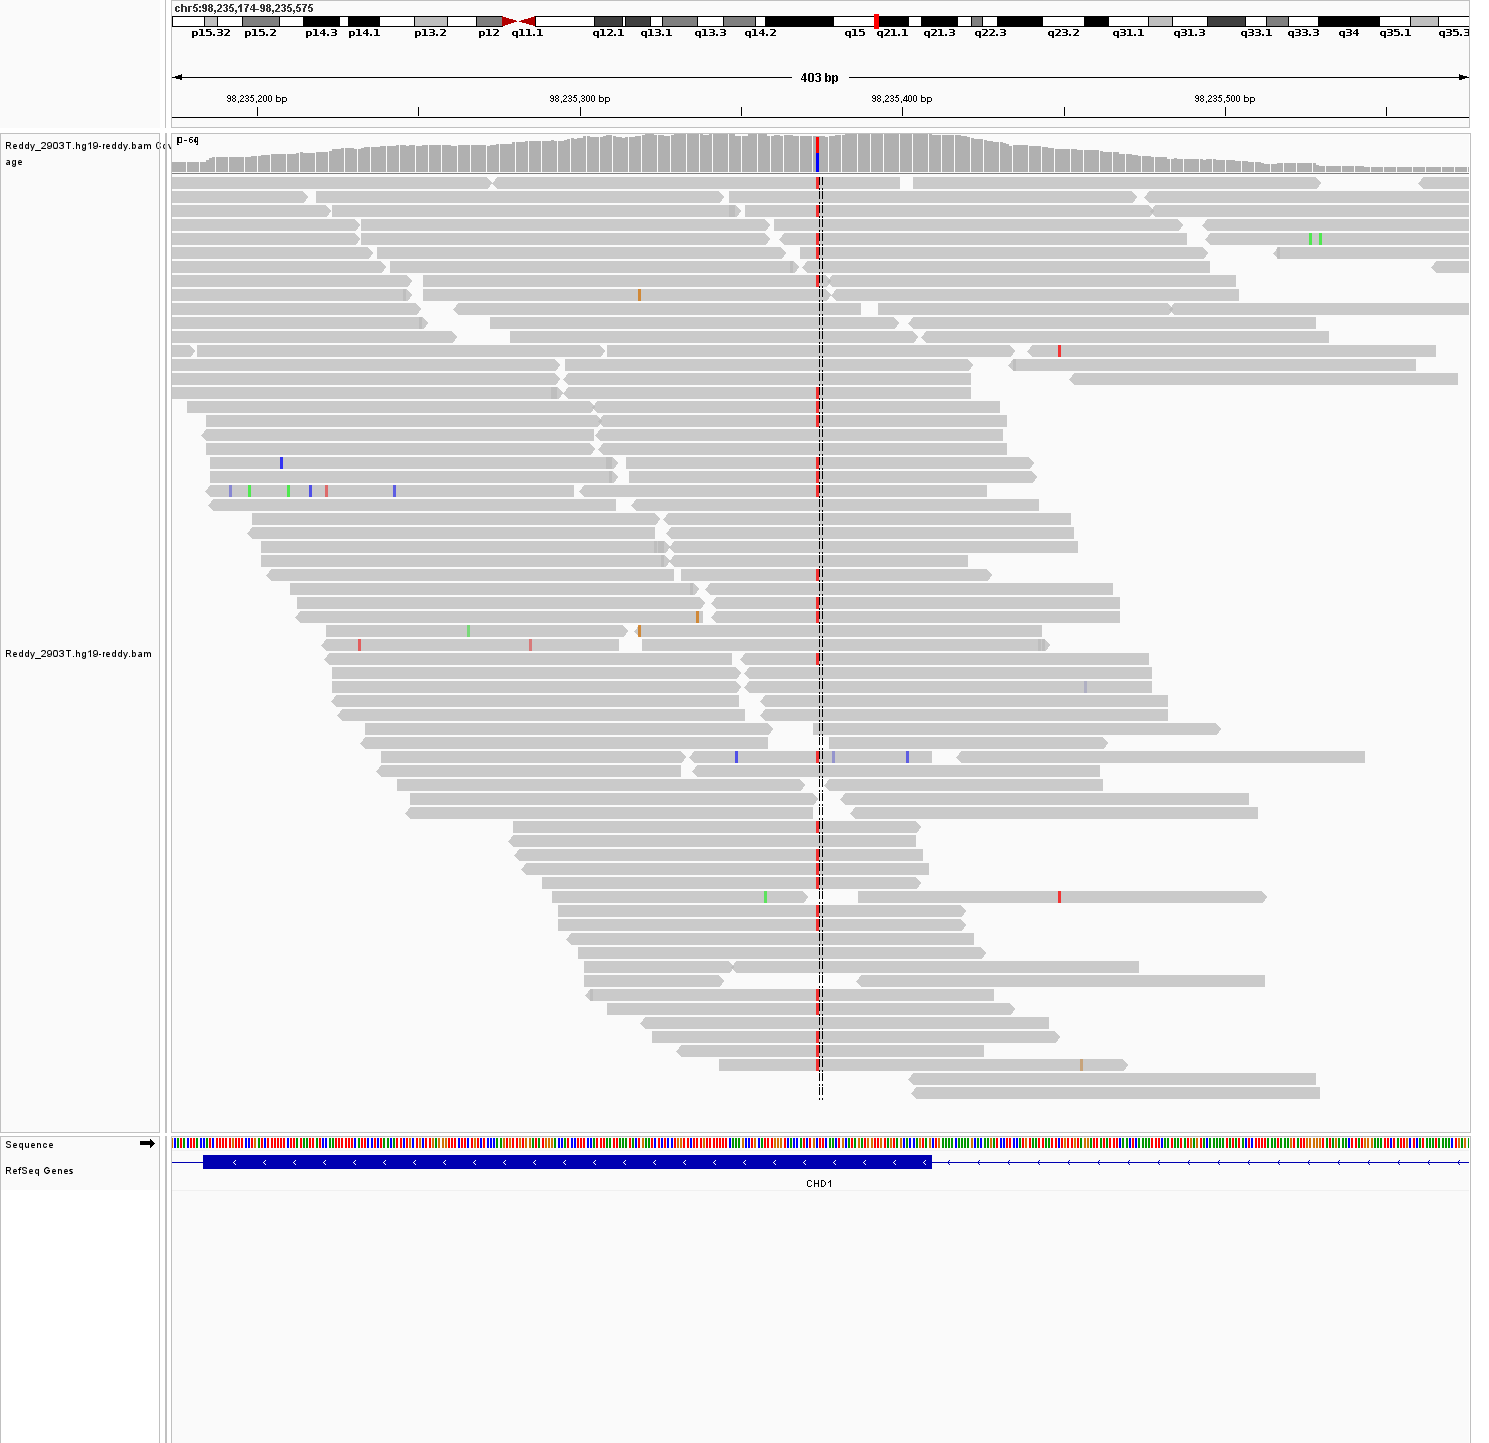 chr5:98,235,174-98,235,575
p15.32 p15.2 p14.3 p14.1 p13.2 p12 q11.1 q12.1 q13.1 q13.3 q14.2 q15 q21.1 q21.3 q22.3 q23.2 q31.1 q31.3 q33.1 q33.3 q34 q35.1 q35.3
403 bp
98,235,200 bp 98,235,300 bp 98,235,400 bp 98,235,500 bp
Reddy_2903T.hg19-reddy.bam Cov
age
[0-64]
Reddy_2903T.hg19-reddy.bam
Sequence
RefSeq Genes
CHD1